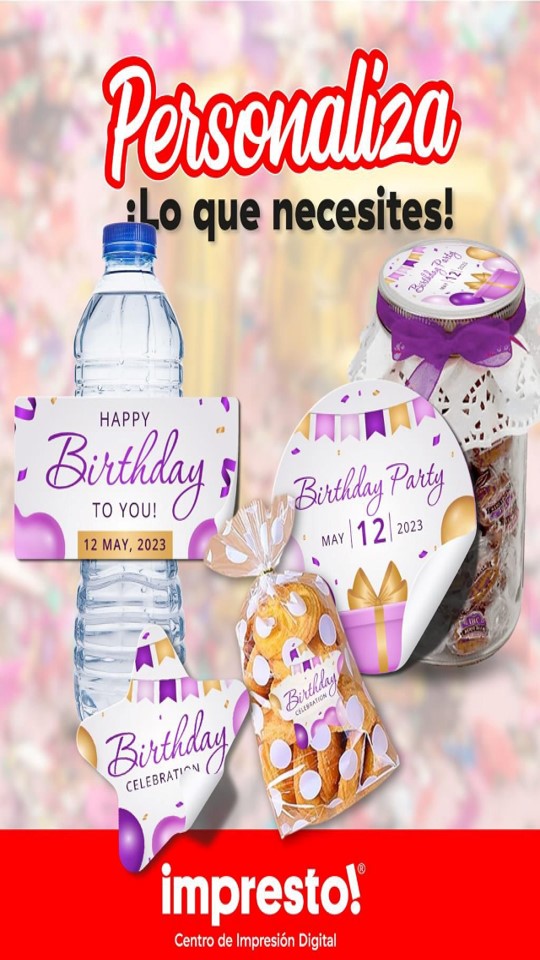 Personaliza
¡Lo que necesites!
Birthday Party
MAY 12 2023
HAPPY
Birthday
TO YOU!
12 MAY, 2023
Birthday Party
MAY 12 2023
Birthday
CELEBRATION
Birthday
CELEBRATION
impresto!®
Centro de Impresión Digital